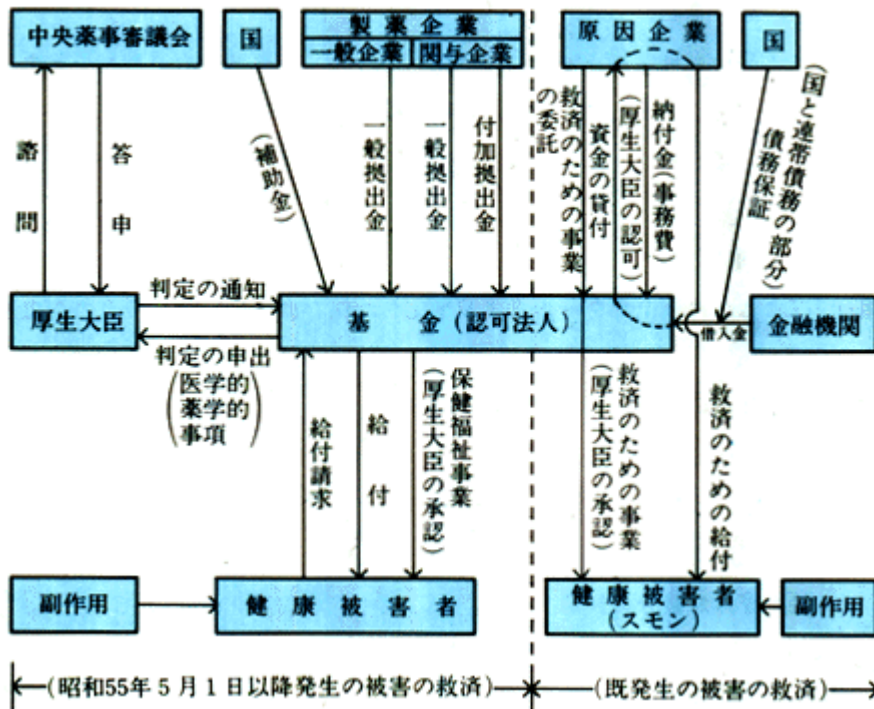 中央薬事審議会
国
製薬企業
一般企業
関与企業
原因企業
国
諮問
答申
(補助金)
一般拠出金
一般拠出金
付加拠出金
救済のための事業
の委託
資金の貸付
(厚生大臣の認可)
納付金(事務費)
(国と連帯債務の部分)
債務保証
厚生大臣
判定の通知
判定の申出
(医学的
薬学的
事項)
基金(認可法人)
借入金
金融機関
給付請求
給付
保健福祉事業
(厚生大臣の承認)
救済のための事業
(厚生大臣の承認)
救済のための給付
副作用
健康被害者
健康被害者
(スモン)
副作用
(昭和55年5月1日以降発生の被害の救済)
(既発生の被害の救済)